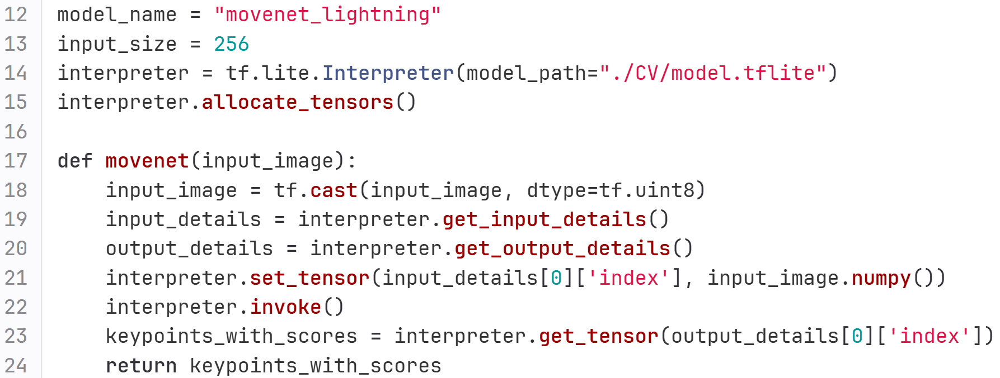 12 model_name = "movenet_lightning"
13 input_size = 256
14 interpreter = tf.lite.Interpreter(model_path="./CV/model.tflite")
15 interpreter.allocate_tensors()
16
17 def movenet(input_image):
18     input_image = tf.cast(input_image, dtype=tf.uint8)
19     input_details = interpreter.get_input_details()
20     output_details = interpreter.get_output_details()
21     interpreter.set_tensor(input_details[0]['index'], input_image.numpy())
22     interpreter.invoke()
23     keypoints_with_scores = interpreter.get_tensor(output_details[0]['index'])
24     return keypoints_with_scores